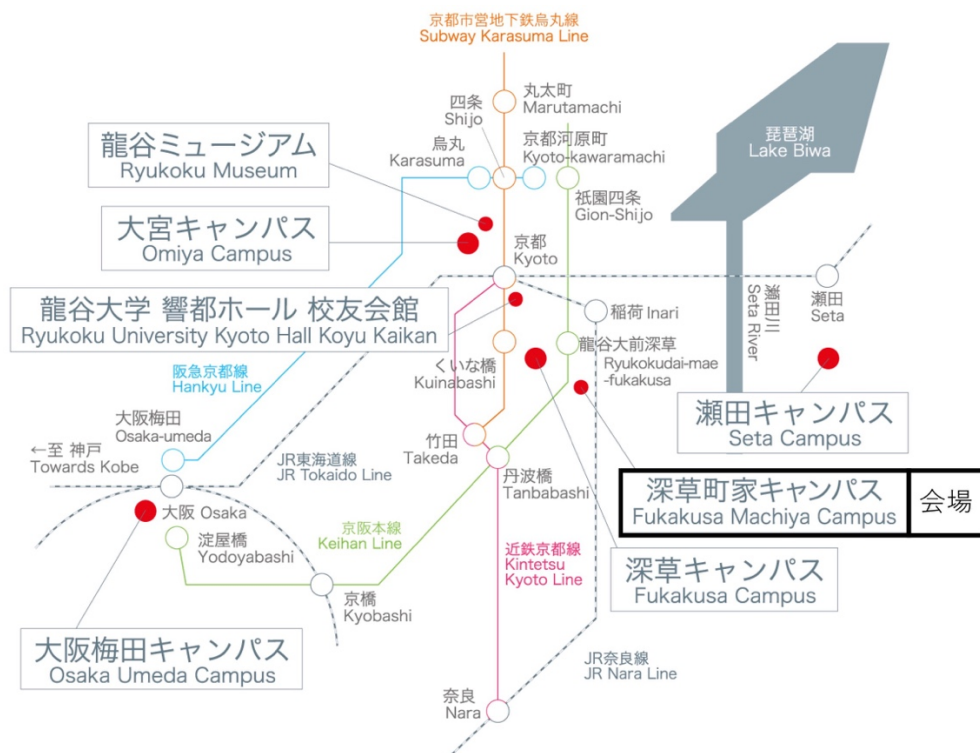 京都市営地下鉄烏丸線
Subway Karasuma Line
丸太町
Marutamachi
四条
Shijo
烏丸
Karasuma
京都河原町
Kyoto-kawaramachi
祇園四条
Gion-Shijo
琵琶湖
Lake Biwa
龍谷ミュージアム
Ryukoku Museum
大宮キャンパス
Omiya Campus
京都
Kyoto
龍谷大学 響都ホール 校友会館
Ryukoku University Kyoto Hall Koyu Kaikan
稲荷 Inari
瀬田川
Seta River
瀬田
Seta
龍谷大前深草
Ryukokudai-mae
-fukakusa
くいな橋
Kuinabashi
阪急京都線
Hankyu Line
瀬田キャンパス
Seta Campus
大阪梅田
Osaka-umeda
←至 神戸
Towards Kobe
竹田
Takeda
JR東海道線
JR Tokaido Line
丹波橋
Tanbabashi
深草町家キャンパス
Fukakusa Machiya Campus
会場
大阪 Osaka
淀屋橋
Yodoyabashi
京阪本線
Keihan Line
近鉄京都線
Kintetsu
Kyoto Line
深草キャンパス
Fukakusa Campus
京橋
Kyobashi
大阪梅田キャンパス
Osaka Umeda Campus
JR奈良線
JR Nara Line
奈良
Nara